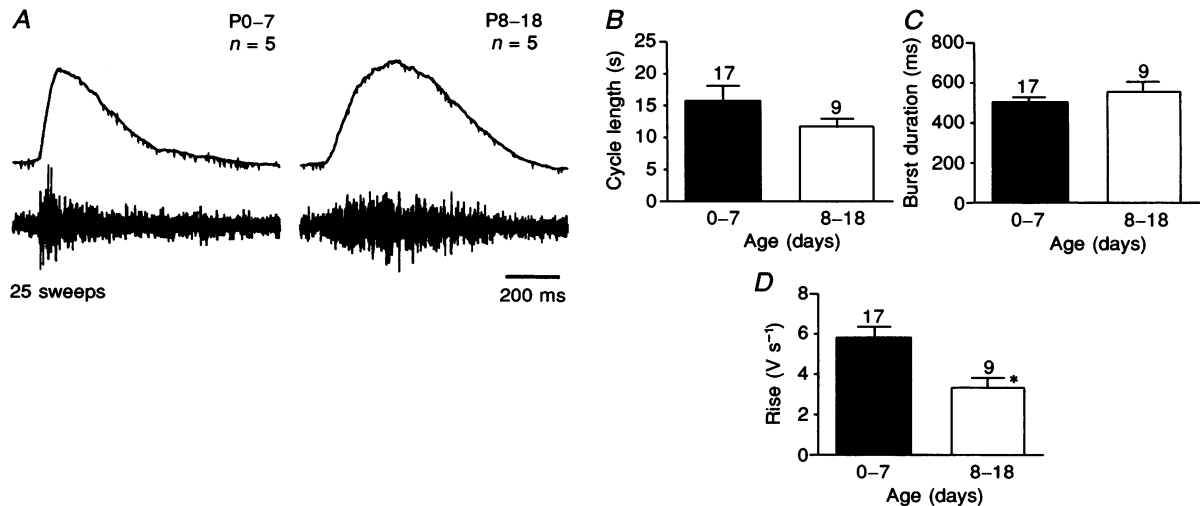 A
P0–7
n = 5
P8–18
n = 5
25 sweeps
200 ms
B
Cycle length (s)
25
20
15
10
5
0
17
9
0–7
8–18
Age (days)
C
Burst duration (ms)
800
600
400
200
0
17
9
0–7
8–18
Age (days)
D
Rise (V s⁻¹)
8
6
4
2
0
17
9
*
0–7
8–18
Age (days)